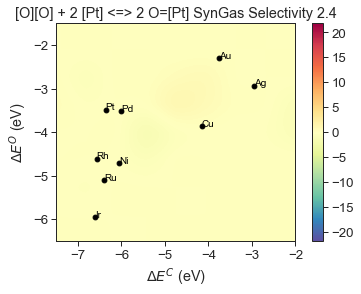 [O][O] + 2 [Pt] <=> 2 O=[Pt] SynGas Selectivity 2.4
−2
−3
−4
−5
−6
ΔE^O (eV)
Au
Ag
Pt
Pd
Cu
Rh
Ni
Ru
Ir
−7
−6
−5
−4
−3
−2
ΔE^C (eV)
20
15
10
5
0
−5
−10
−15
−20